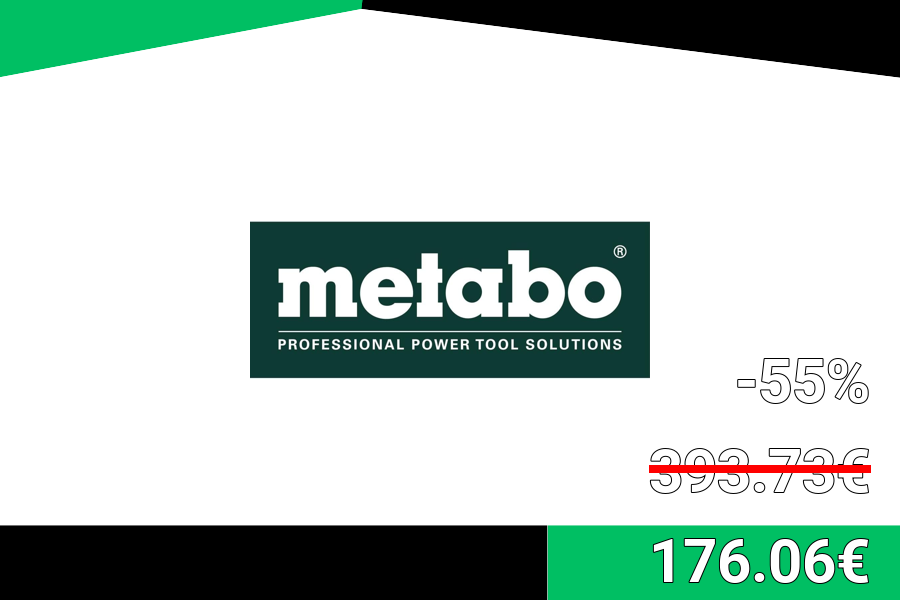 metabo®
PROFESSIONAL POWER TOOL SOLUTIONS
-55%
393.73€
176.06€